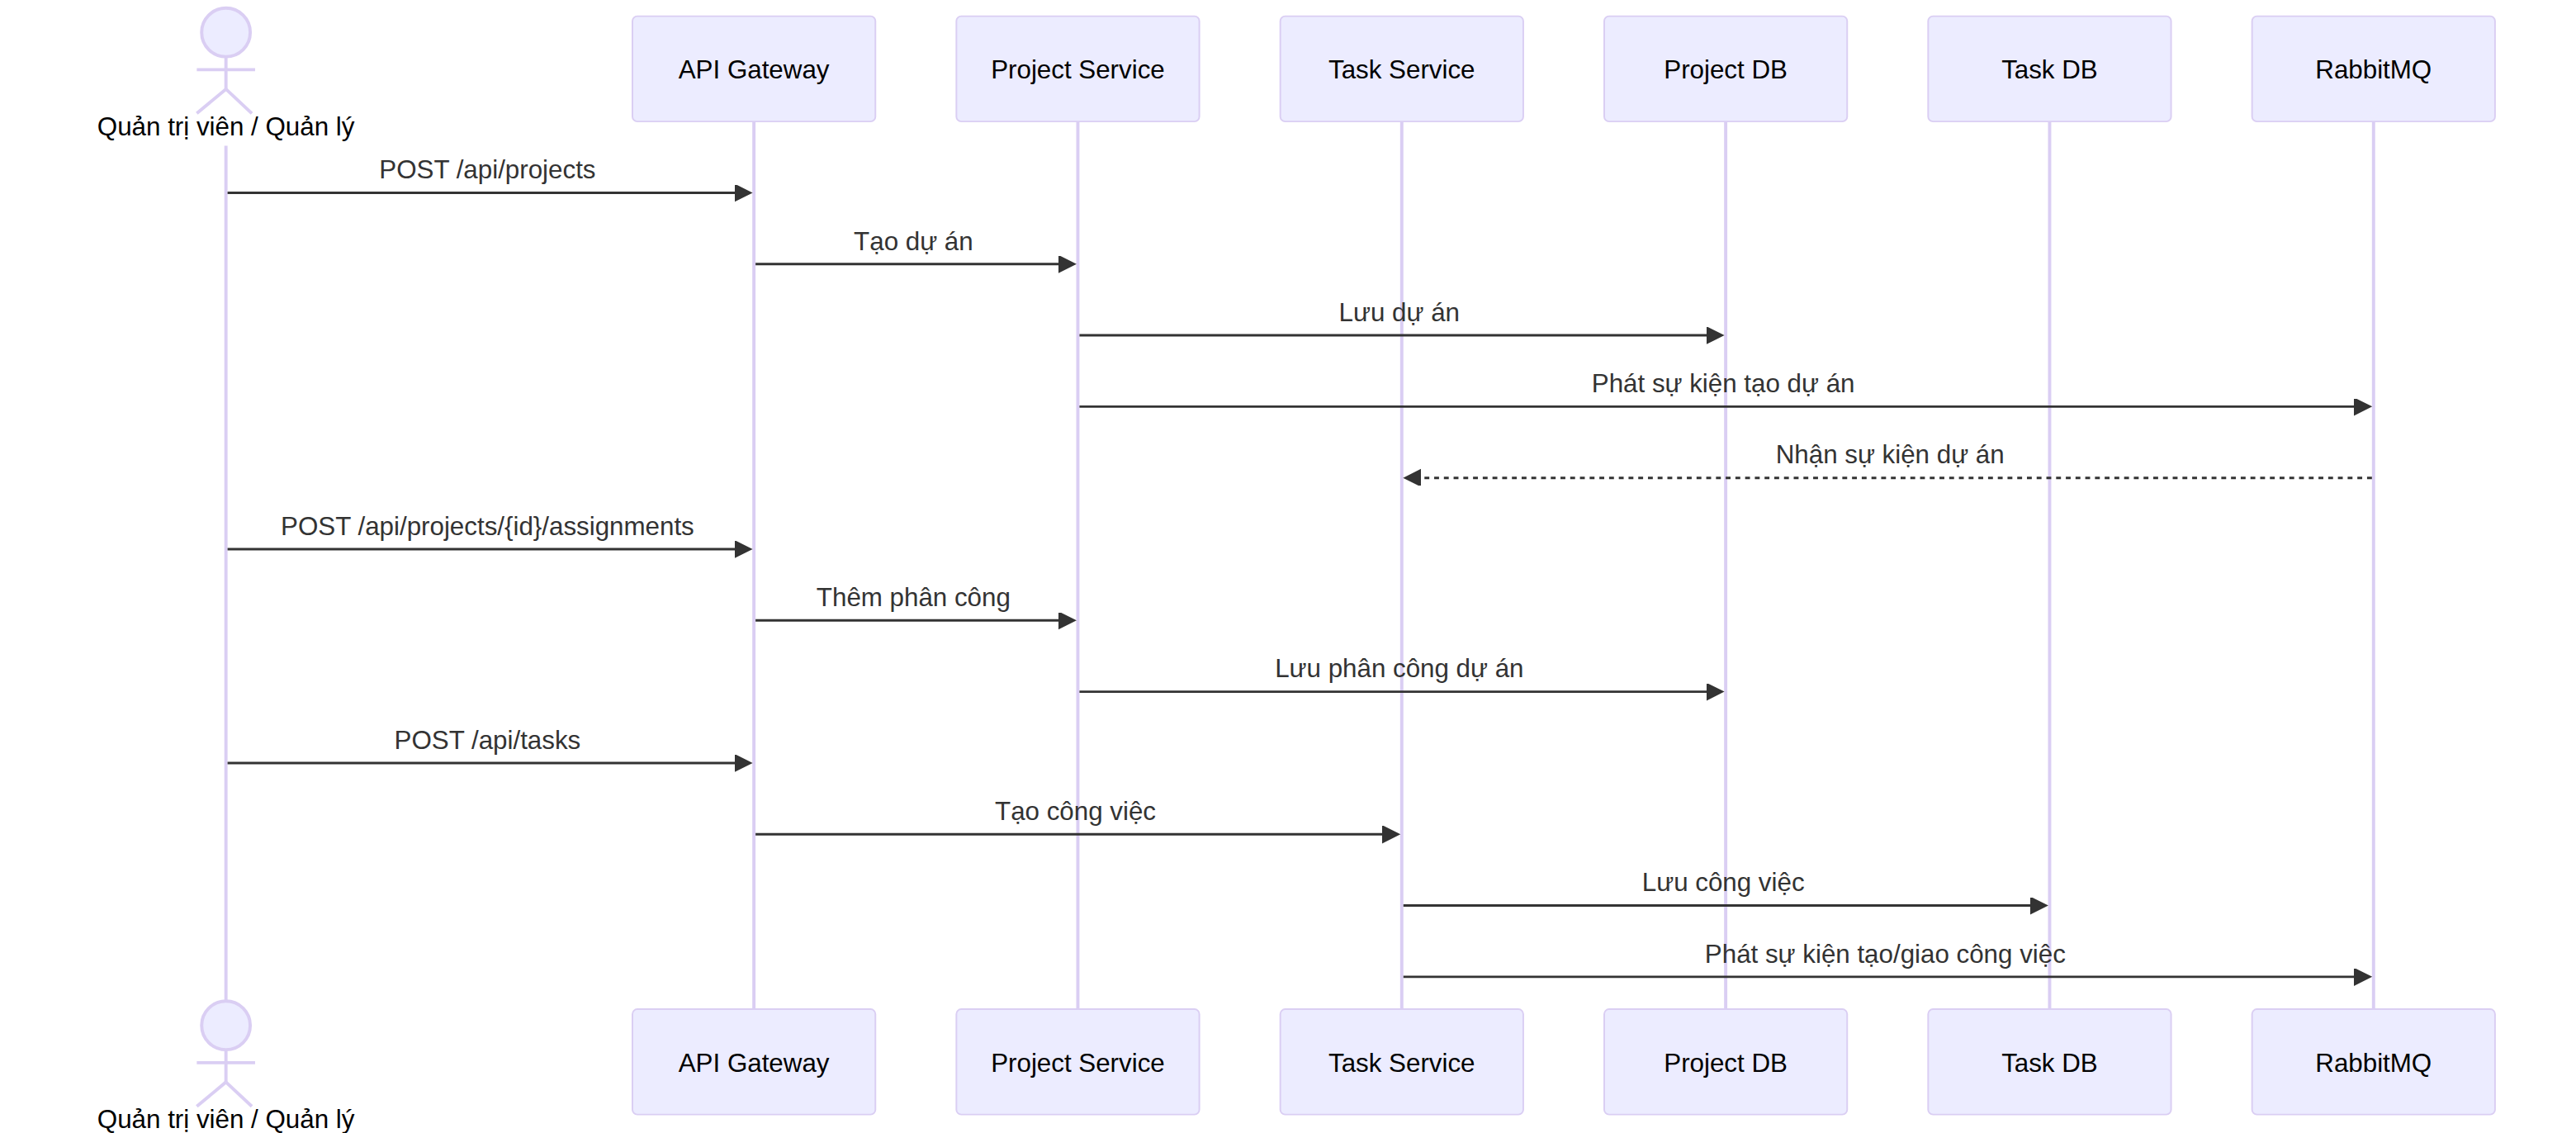 API Gateway
Project Service
Task Service
Project DB
Task DB
RabbitMQ
Quản trị viên / Quản lý
POST /api/projects
Tạo dự án
Lưu dự án
Phát sự kiện tạo dự án
Nhận sự kiện dự án
POST /api/projects/{id}/assignments
Thêm phân công
Lưu phân công dự án
POST /api/tasks
Tạo công việc
Lưu công việc
Phát sự kiện tạo/giao công việc
API Gateway
Project Service
Task Service
Project DB
Task DB
RabbitMQ
Quản trị viên / Quản lý